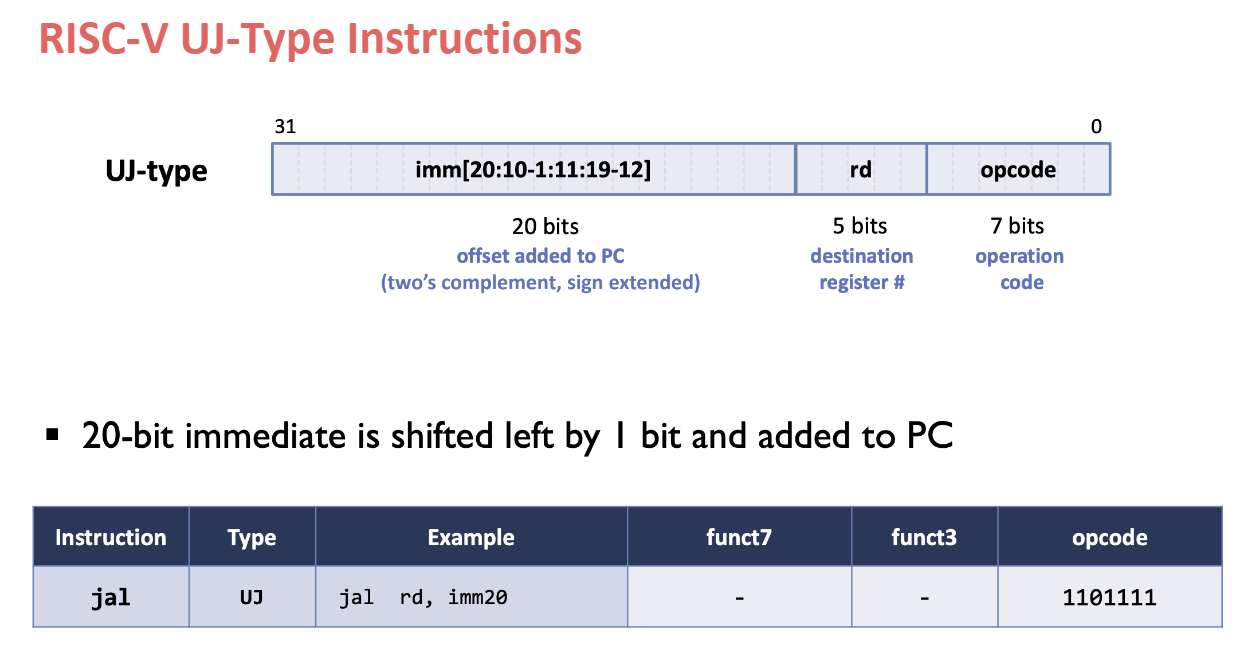 RISC-V UJ-Type Instructions
31 0
UJ-type imm[20:10-1:11:19-12] rd opcode
20 bits 5 bits 7 bits
offset added to PC destination operation
(two’s complement, sign extended) register # code
▪ 20-bit immediate is shifted left by 1 bit and added to PC
Instruction Type Example funct7 funct3 opcode
jal UJ jal rd, imm20 - - 1101111